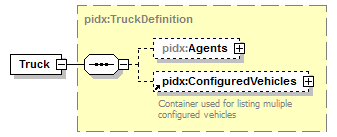 pidx:TruckDefinition
pidx:Agents
Truck
pidx:ConfiguredVehicles
Container used for listing muliple
configured vehicles